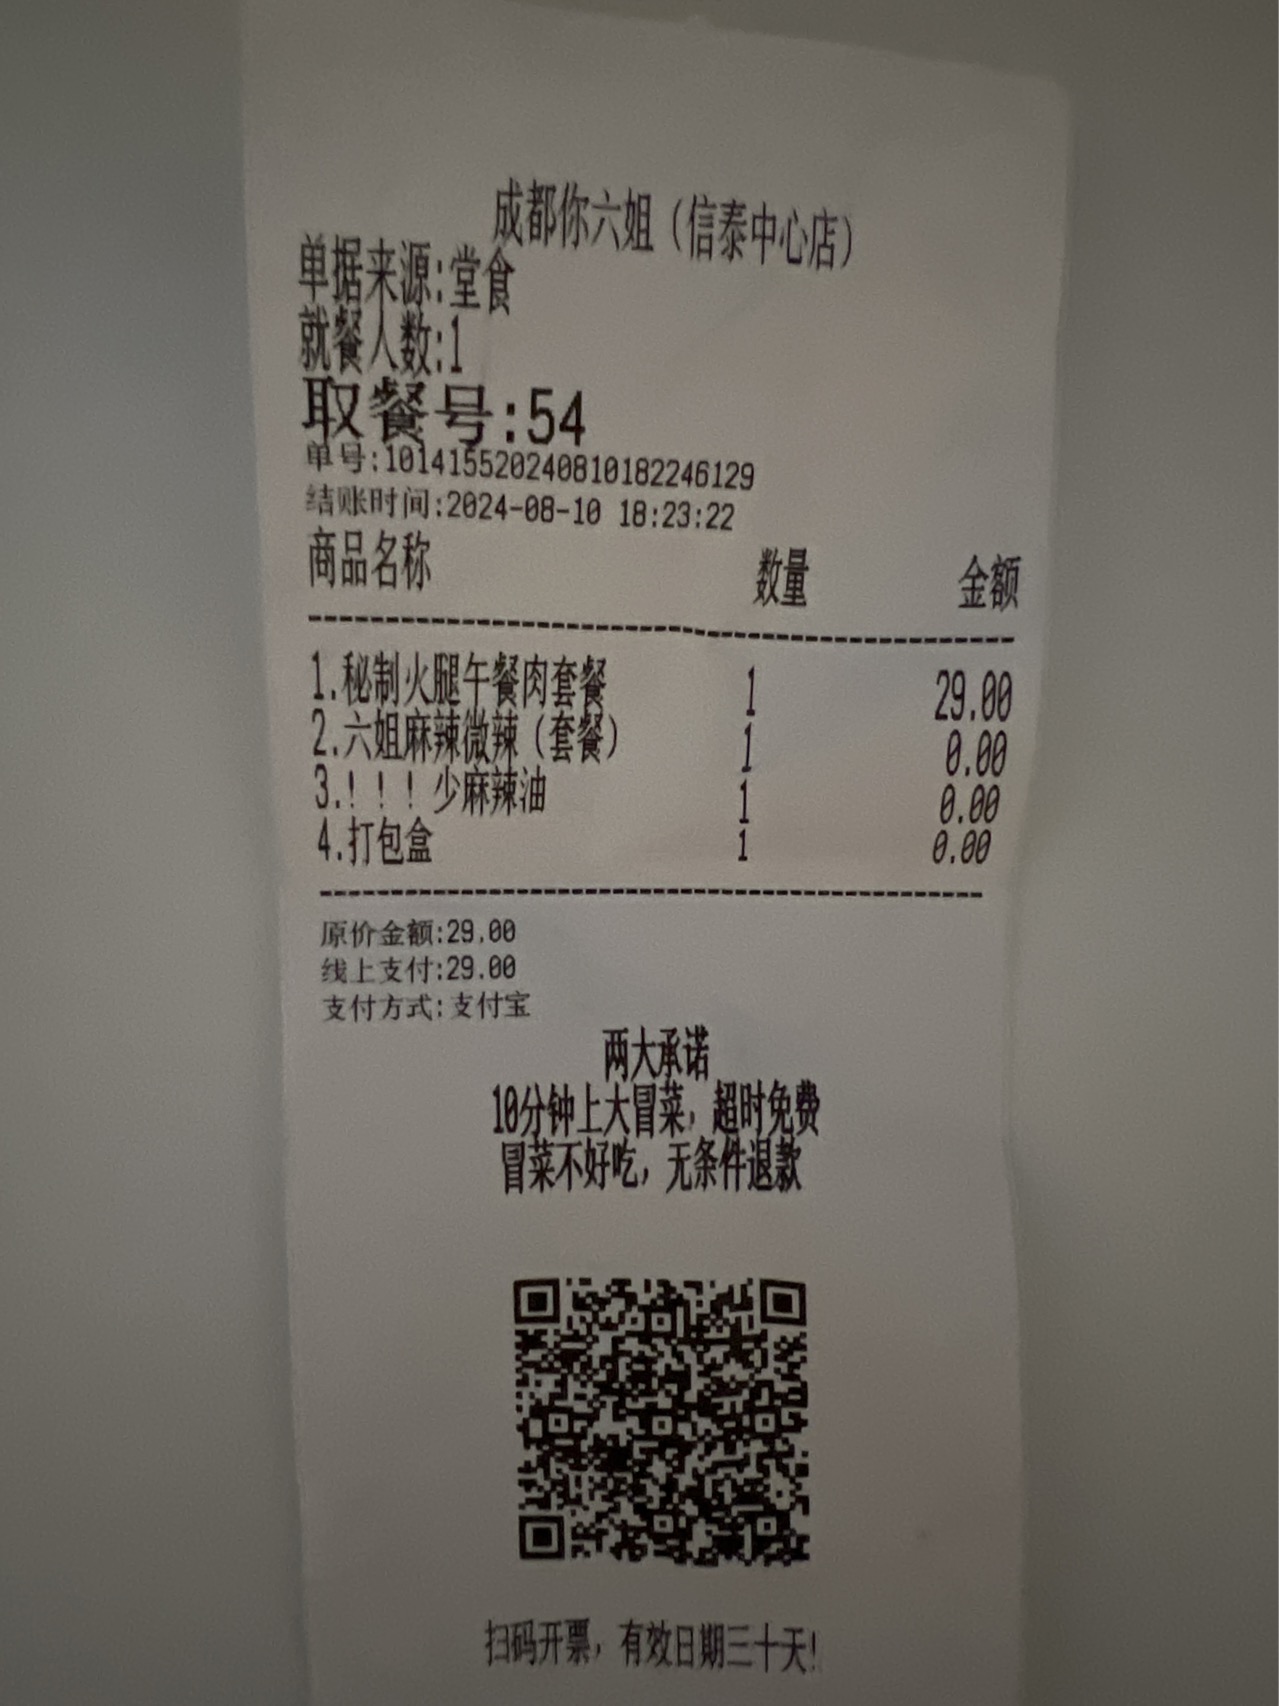 成都你六姐（信泰中心店）
单据来源:堂食
就餐人数:1
取餐号:54
单号:101415520240810182246129
结账时间:2024-08-10 18:23:22
商品名称 数量 金额
1.秘制火腿午餐肉套餐 1 29.00
2.六姐麻辣微辣（套餐） 1 0.00
3.！！！少麻辣油 1 0.00
4.打包盒 1 0.00
原价金额:29.00
线上支付:29.00
支付方式:支付宝
两大承诺
10分钟上大冒菜，超时免费
冒菜不好吃，无条件退款
扫码开票，有效日期三十天!